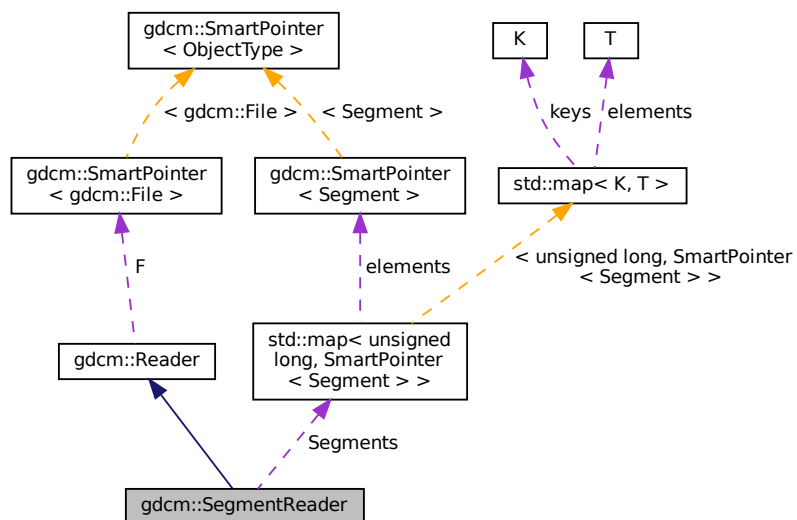 gdcm::SmartPointer
< ObjectType >
K
T
< gdcm::File >
< Segment >
keys
elements
gdcm::SmartPointer
< gdcm::File >
gdcm::SmartPointer
< Segment >
std::map< K, T >
F
elements
< unsigned long, SmartPointer
< Segment > >
gdcm::Reader
std::map< unsigned
long, SmartPointer
< Segment > >
Segments
gdcm::SegmentReader